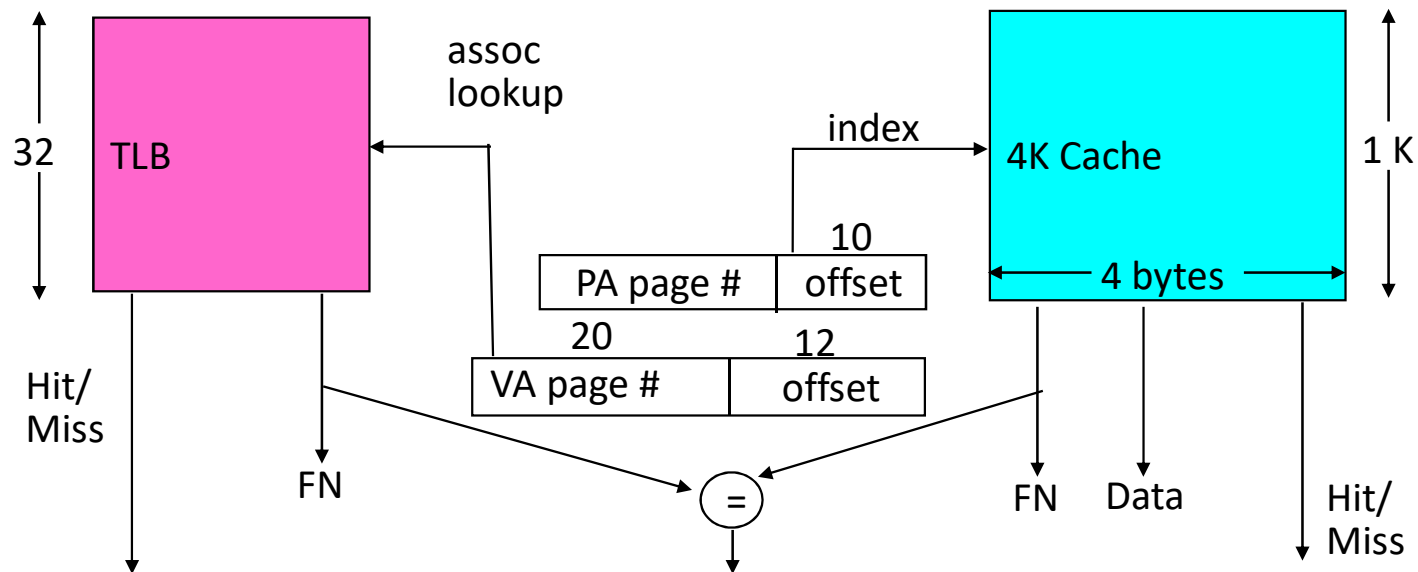 assoc
lookup
index
32
TLB
4K Cache
1 K
10
PA page #
offset
4 bytes
20
12
VA page #
offset
Hit/
Miss
FN
=
FN
Data
Hit/
Miss